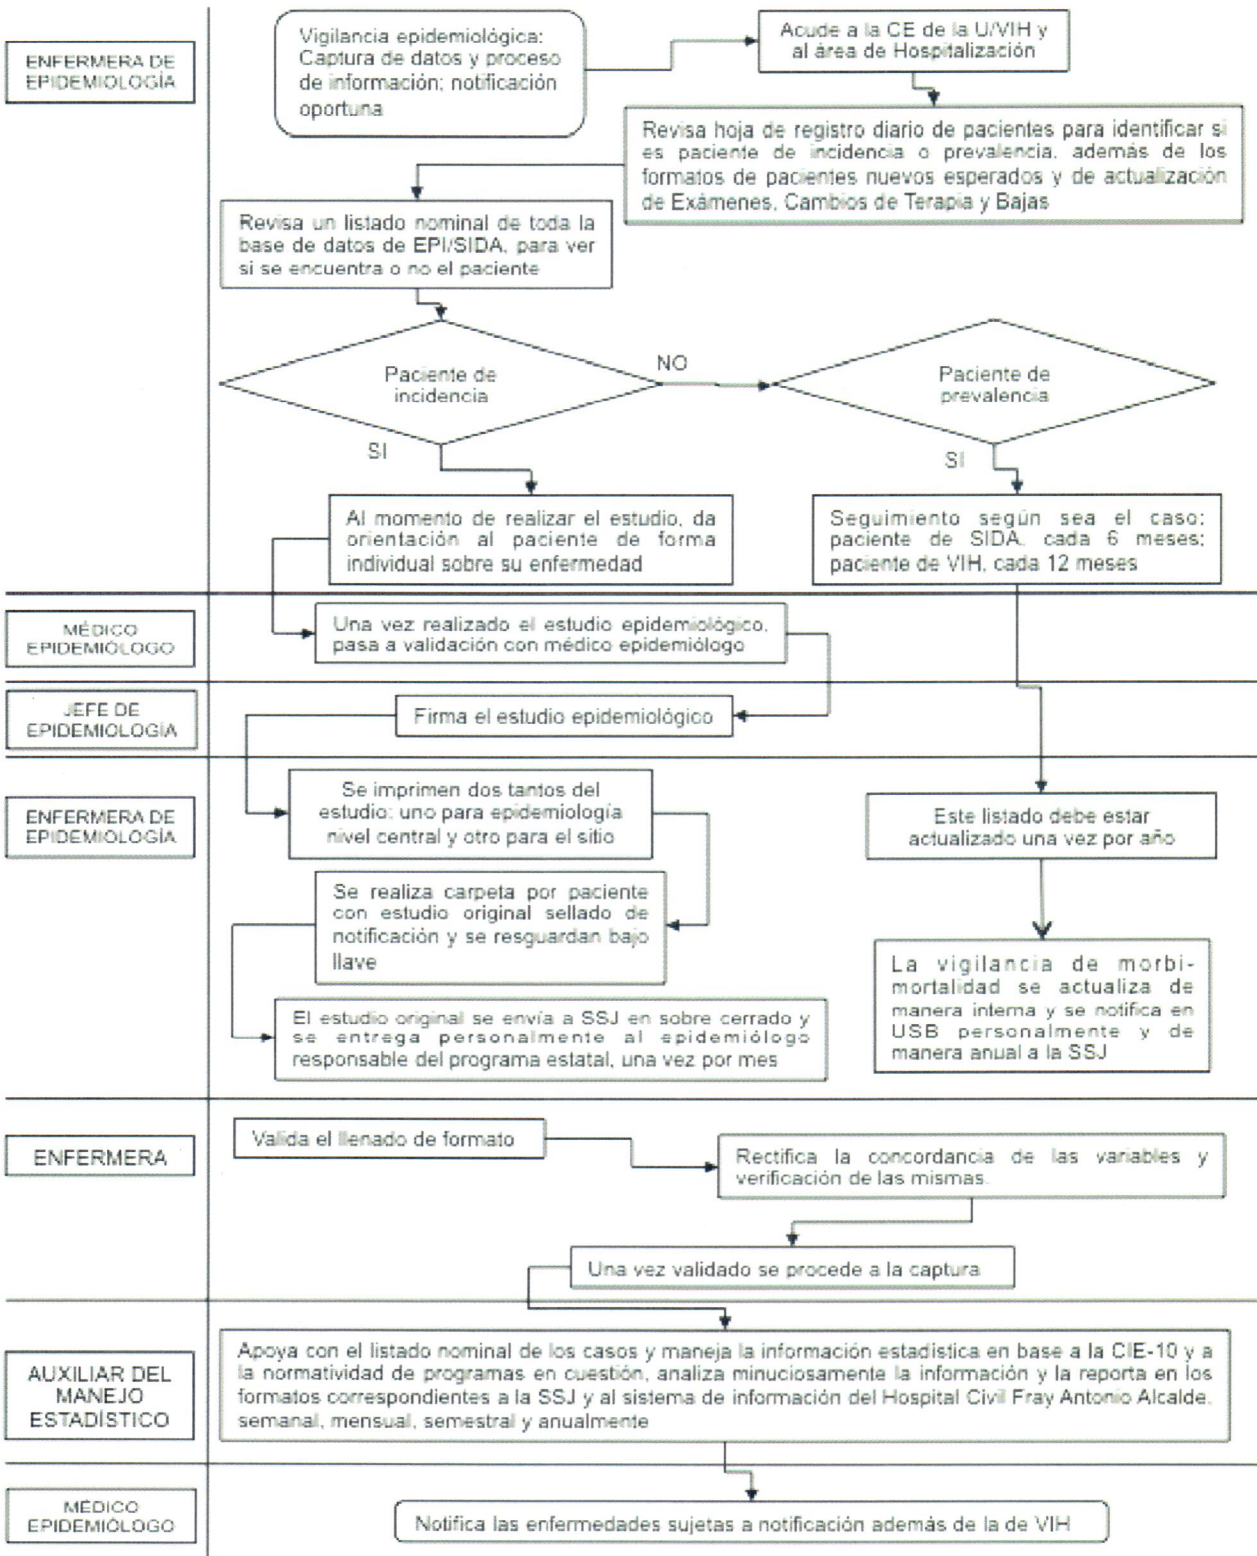 ENFERMERA DE
EPIDEMIOLOGÍA
Vigilancia epidemiológica:
Captura de datos y proceso
de información; notificación
oportuna
Acude a la CE de la U/VIH y
al área de Hospitalización
Revisa hoja de registro diario de pacientes para identificar si
es paciente de incidencia o prevalencia, además de los
formatos de pacientes nuevos esperados y de actualización
de Exámenes, Cambios de Terapia y Bajas
Revisa un listado nominal de toda la
base de datos de EPI/SIDA, para ver
si se encuentra o no el paciente
Paciente de
incidencia
NO
Paciente de
prevalencia
SI
SI
Al momento de realizar el estudio, da
orientación al paciente de forma
individual sobre su enfermedad
Seguimiento según sea el caso:
paciente de SIDA, cada 6 meses;
paciente de VIH, cada 12 meses
MÉDICO
EPIDEMIÓLOGO
Una vez realizado el estudio epidemiológico,
pasa a validación con médico epidemiólogo
JEFE DE
EPIDEMIOLOGÍA
Firma el estudio epidemiológico
ENFERMERA DE
EPIDEMIOLOGÍA
Se imprimen dos tantos del
estudio: uno para epidemiología
nivel central y otro para el sitio
Este listado debe estar
actualizado una vez por año
Se realiza carpeta por paciente
con estudio original sellado de
notificación y se resguardan bajo
llave
La vigilancia de morbi-
mortalidad se actualiza de
manera interna y se notifica en
USB personalmente y de
manera anual a la SSJ
El estudio original se envía a SSJ en sobre cerrado y
se entrega personalmente al epidemiólogo
responsable del programa estatal, una vez por mes
ENFERMERA
Valida el llenado de formato
Rectifica la concordancia de las variables y
verificación de las mismas.
Una vez validado se procede a la captura
AUXILIAR DEL
MANEJO
ESTADÍSTICO
Apoya con el listado nominal de los casos y maneja la información estadística en base a la CIE-10 y a
la normatividad de programas en cuestión, analiza minuciosamente la información y la reporta en los
formatos correspondientes a la SSJ y al sistema de información del Hospital Civil Fray Antonio Alcalde,
semanal, mensual, semestral y anualmente
MÉDICO
EPIDEMIÓLOGO
Notifica las enfermedades sujetas a notificación además de la de VIH